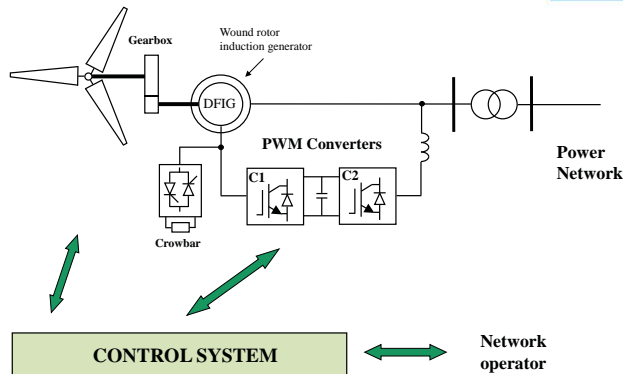 Gearbox
Wound rotor
induction generator
DFIG
PWM Converters
C1
C2
Crowbar
Power
Network
CONTROL SYSTEM
Network
operator